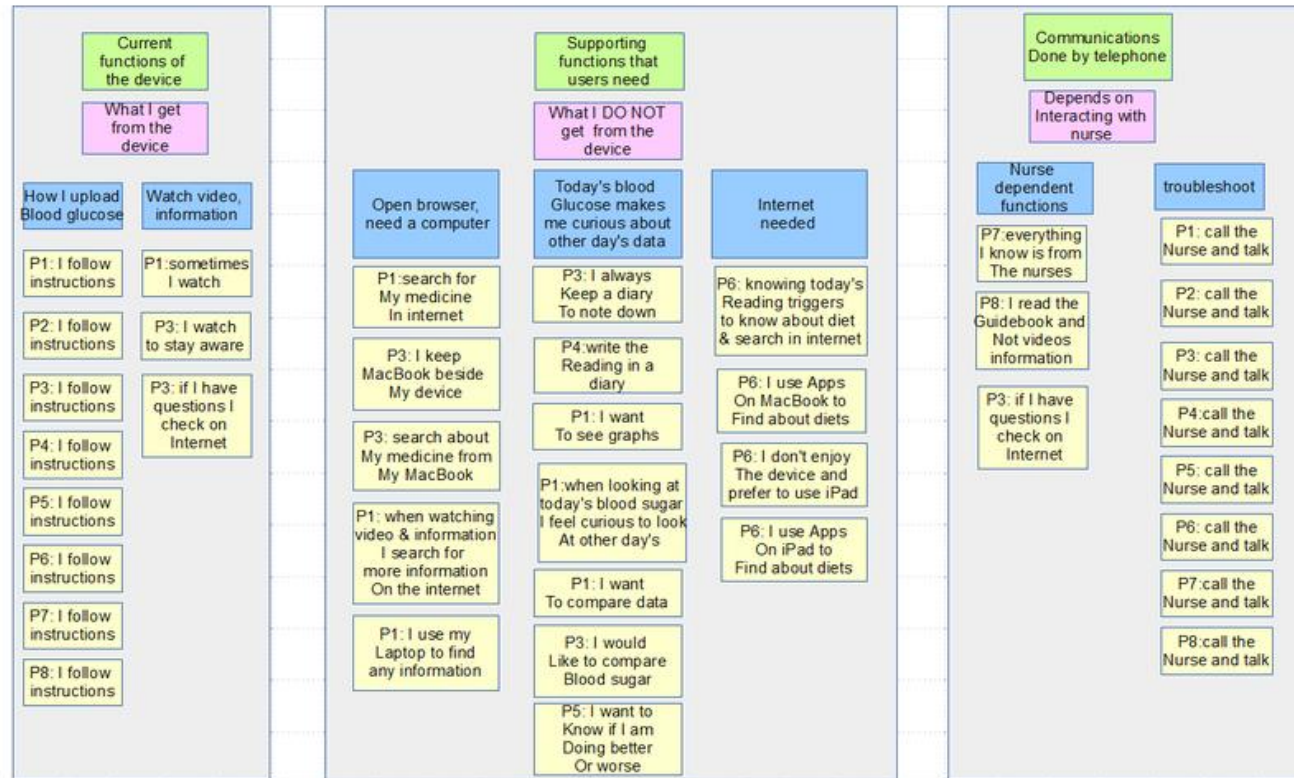 Current
functions of
the device
What I get
from the
device
How I upload
Blood glucose
P1: I follow
instructions
P2: I follow
instructions
P3: I follow
instructions
P4: I follow
instructions
P5: I follow
instructions
P6: I follow
instructions
P7: I follow
instructions
P8: I follow
instructions
Watch video,
information
P1:sometimes
I watch
P3: I watch
to stay aware
P3: if I have
questions I
check on
Internet
Supporting
functions that
users need
What I DO NOT
get from the
device
Open browser,
need a computer
P1:search for
My medicine
In internet
P3: I keep
MacBook beside
My device
P3: search about
My medicine from
My MacBook
P1: when watching
video & information
I search for
more information
On the internet
P1: I use my
Laptop to find
any information
Today's blood
Glucose makes
me curious about
other day's data
P3: I always
Keep a diary
To note down
P4:write the
Reading in a
diary
P1: I want
To see graphs
P1:when looking at
today's blood sugar
I feel curious to look
At other day's
P1: I want
To compare data
P3: I would
Like to compare
Blood sugar
P5: I want to
Know if I am
Doing better
Or worse
Internet
needed
P6: knowing today's
Reading triggers
to know about diet
& search in internet
P6: I use Apps
On MacBook to
Find about diets
P6: I don't enjoy
The device and
prefer to use iPad
P6: I use Apps
On iPad to
Find about diets
Communications
Done by telephone
Depends on
Interacting with
nurse
Nurse
dependent
functions
P7:everything
I know is from
The nurses
P8: I read the
Guidebook and
Not videos
information
P3: if I have
questions I
check on
Internet
troubleshoot
P1: call the
Nurse and talk
P2: call the
Nurse and talk
P3: call the
Nurse and talk
P4:call the
Nurse and talk
P5: call the
Nurse and talk
P6: call the
Nurse and talk
P7: call the
Nurse and talk
P8:call the
Nurse and talk